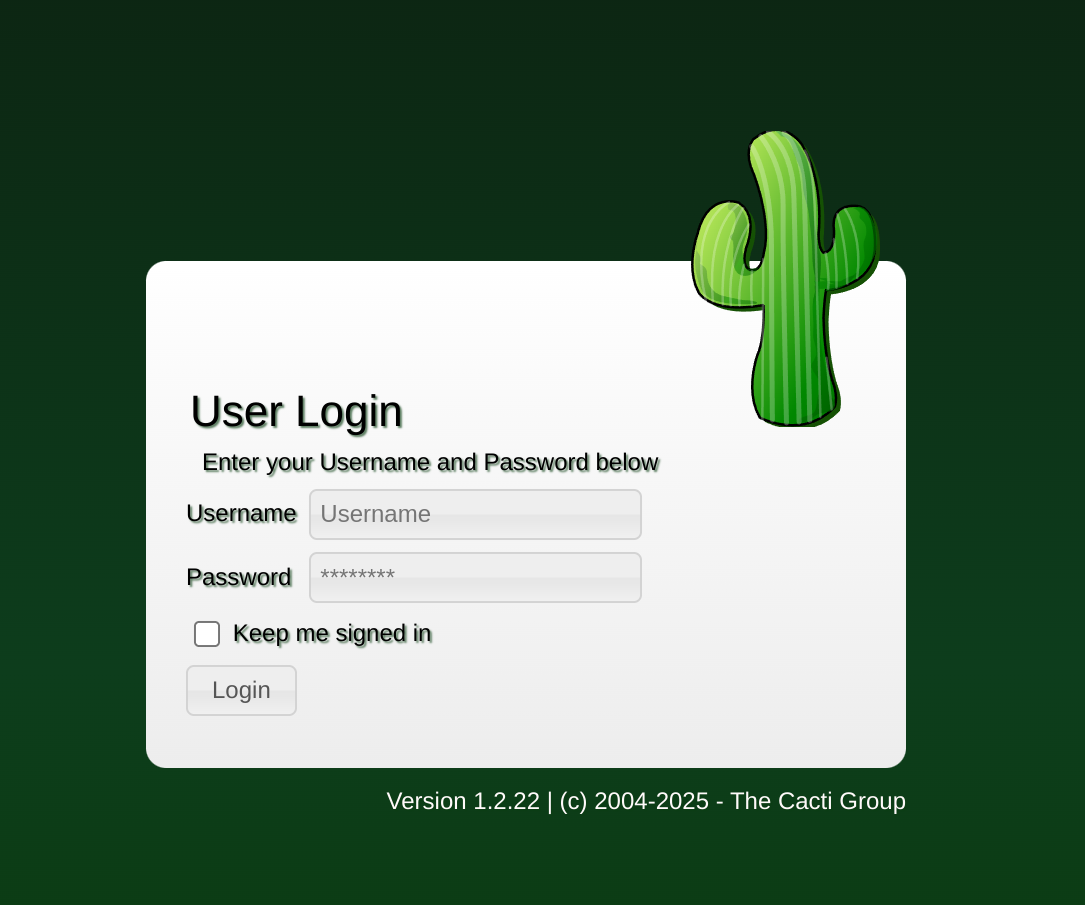 User Login
Enter your Username and Password below
Username Username
Password ********
Keep me signed in
Login
Version 1.2.22 | (c) 2004-2025 - The Cacti Group